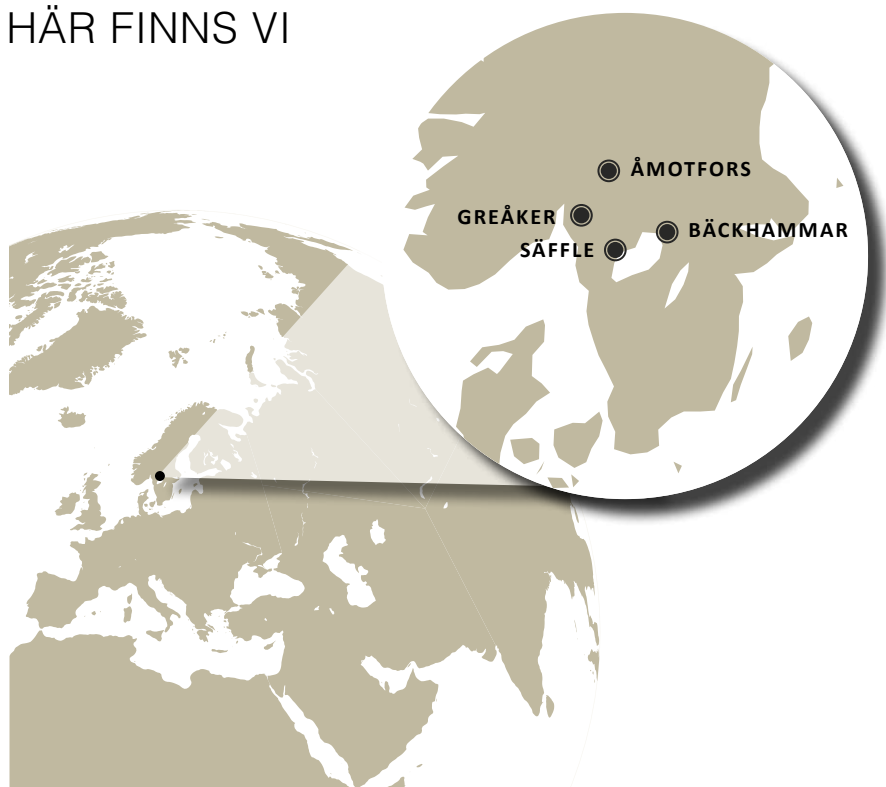 HÄR FINNS VI
ÅMOTFORS
GREÅKER
BÄCKHAMMAR
SÄFFLE